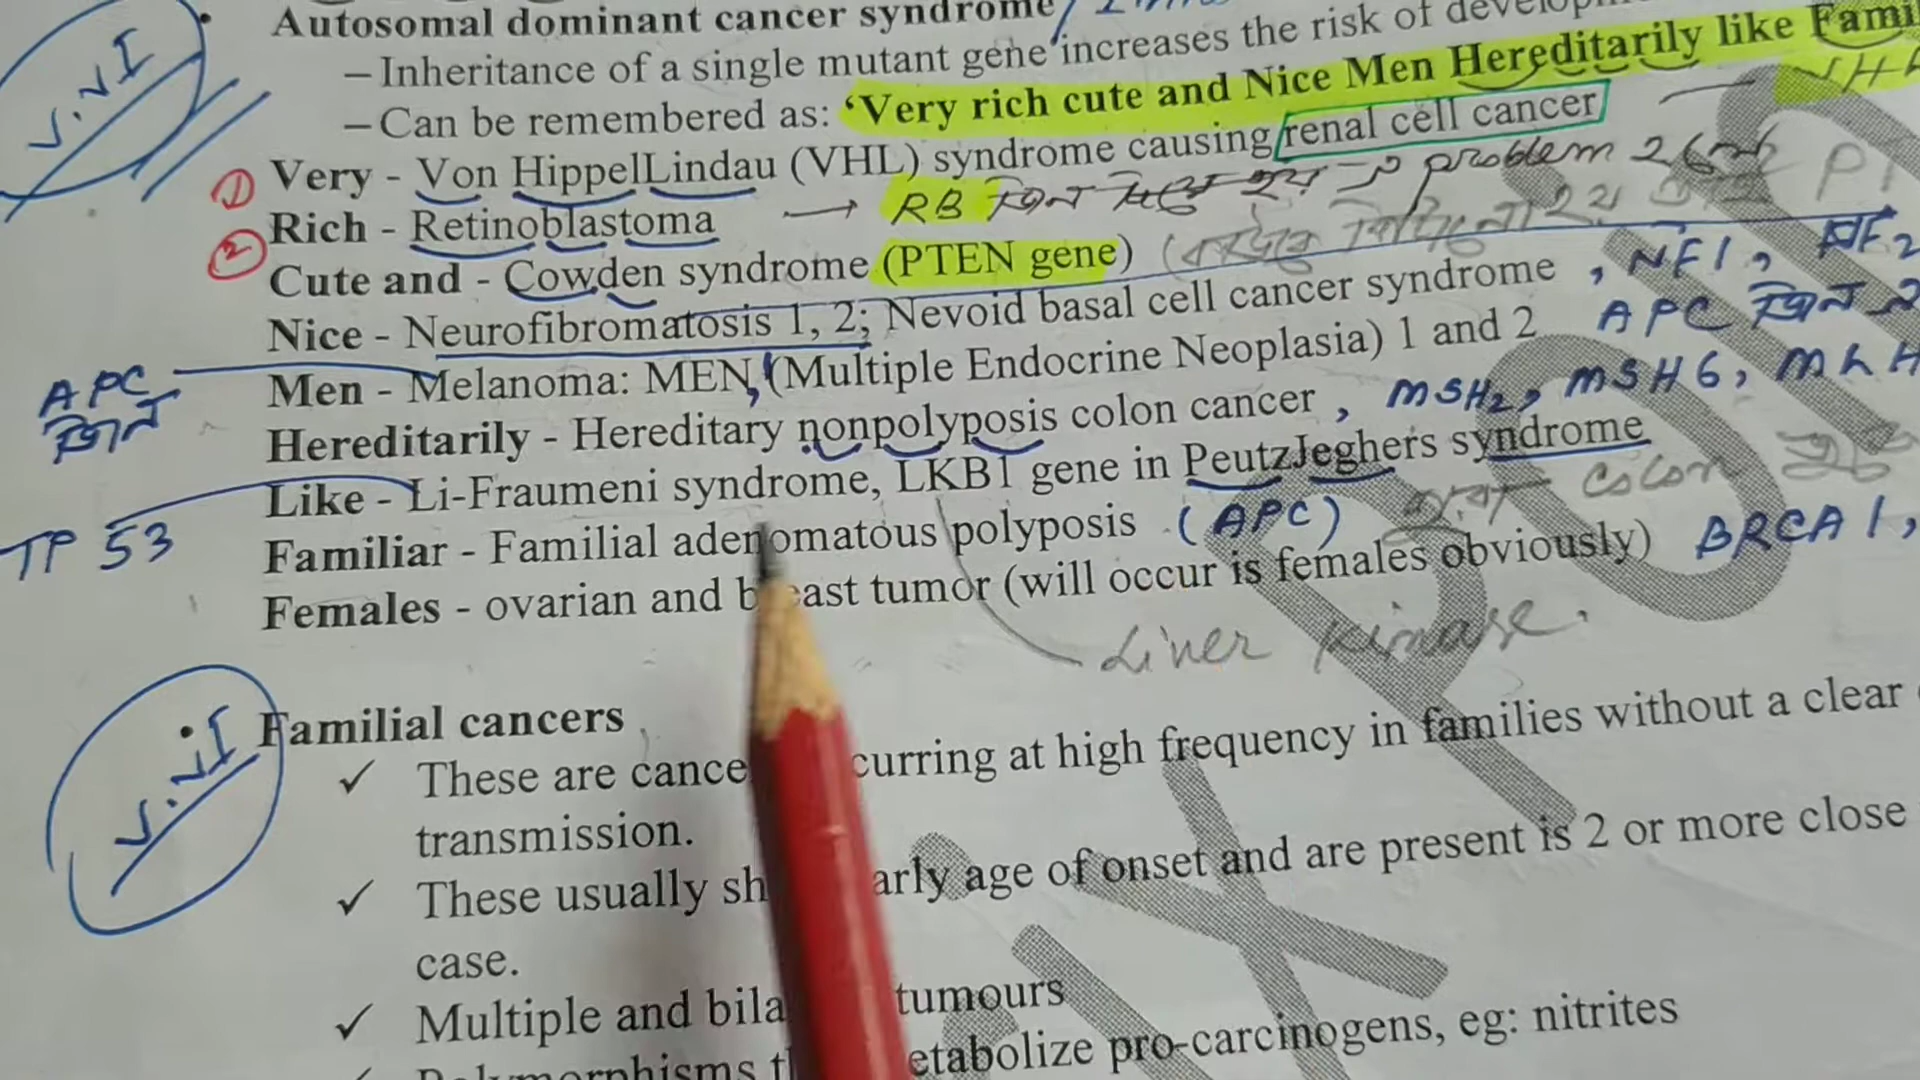 Autosomal dominant cancer syndrome
V.V.I
– Inheritance of a single mutant gene increases the risk of
– Can be remembered as: ‘Very rich cute and Nice Men Hereditarily like Fami
① Very - Von HippelLindau (VHL) syndrome causing renal cell cancer
② Rich - Retinoblastoma → RB problem
Cute and - Cowden syndrome (PTEN gene)
Nice - Neurofibromatosis 1, 2; Nevoid basal cell cancer syndrome , NF1, NF2
APC জীন Men - Melanoma: MEN, (Multiple Endocrine Neoplasia) 1 and 2 APC জীন
Hereditarily - Hereditary nonpolyposis colon cancer , MSH2, MSH6, MLH
Like - Li-Fraumeni syndrome, LKB1 gene in PeutzJeghers syndrome
TP 53 Familiar - Familial adenomatous polyposis (APC) colon
Females - ovarian and breast tumor (will occur is females obviously) BRCA1,
Liver kinase.
V.V.I
• Familial cancers
✓ These are cance curring at high frequency in families without a clear
transmission.
✓ These usually sh arly age of onset and are present is 2 or more close
case.
✓ Multiple and bila tumours
Polymorphisms t etabolize pro-carcinogens, eg: nitrites